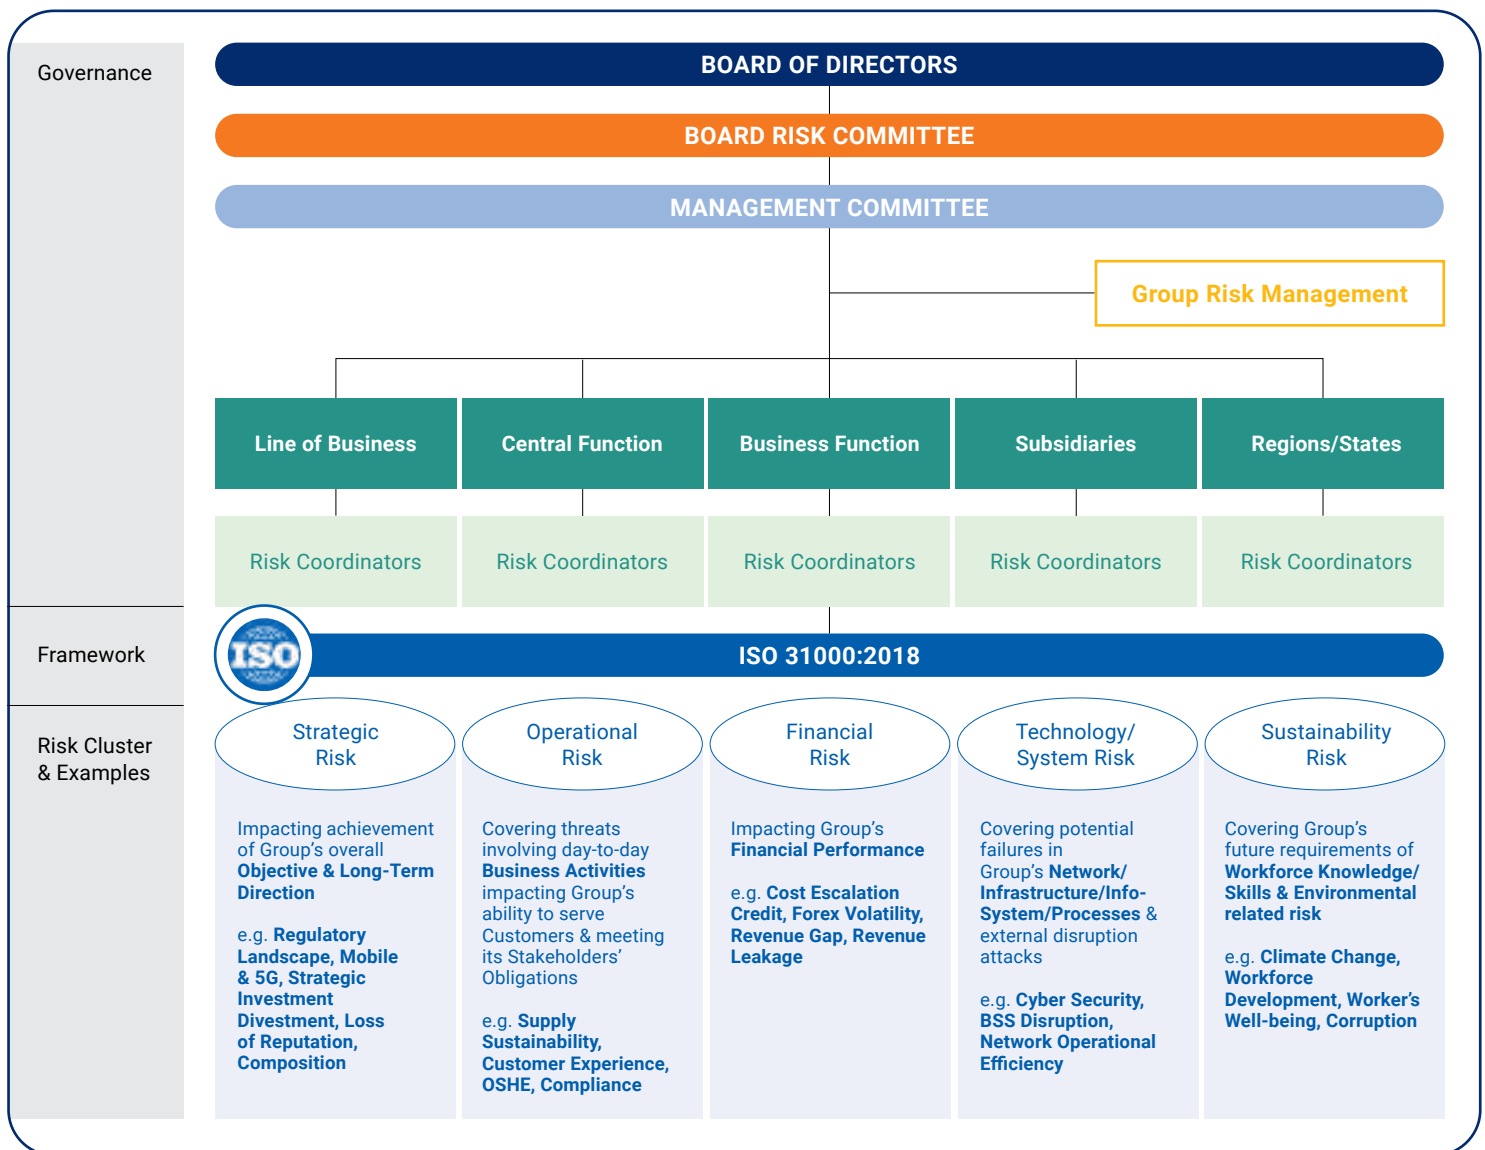 Governance
BOARD OF DIRECTORS
BOARD RISK COMMITTEE
MANAGEMENT COMMITTEE
Group Risk Management
Line of Business
Central Function
Business Function
Subsidiaries
Regions/States
Risk Coordinators
Risk Coordinators
Risk Coordinators
Risk Coordinators
Risk Coordinators
Framework
ISO
ISO 31000:2018
Risk Cluster
& Examples
Strategic
Risk
Impacting achievement
of Group's overall
Objective & Long-Term
Direction
e.g. Regulatory
Landscape, Mobile
& 5G, Strategic
Investment
Divestment, Loss
of Reputation,
Composition
Operational
Risk
Covering threats
involving day-to-day
Business Activities
impacting Group's
ability to serve
Customers & meeting
its Stakeholders'
Obligations
e.g. Supply
Sustainability,
Customer Experience,
OSHE, Compliance
Financial
Risk
Impacting Group's
Financial Performance
e.g. Cost Escalation
Credit, Forex Volatility,
Revenue Gap, Revenue
Leakage
Technology/
System Risk
Covering potential
failures in
Group's Network/
Infrastructure/Info-
System/Processes &
external disruption
attacks
e.g. Cyber Security,
BSS Disruption,
Network Operational
Efficiency
Sustainability
Risk
Covering Group's
future requirements of
Workforce Knowledge/
Skills & Environmental
related risk
e.g. Climate Change,
Workforce
Development, Worker's
Well-being, Corruption